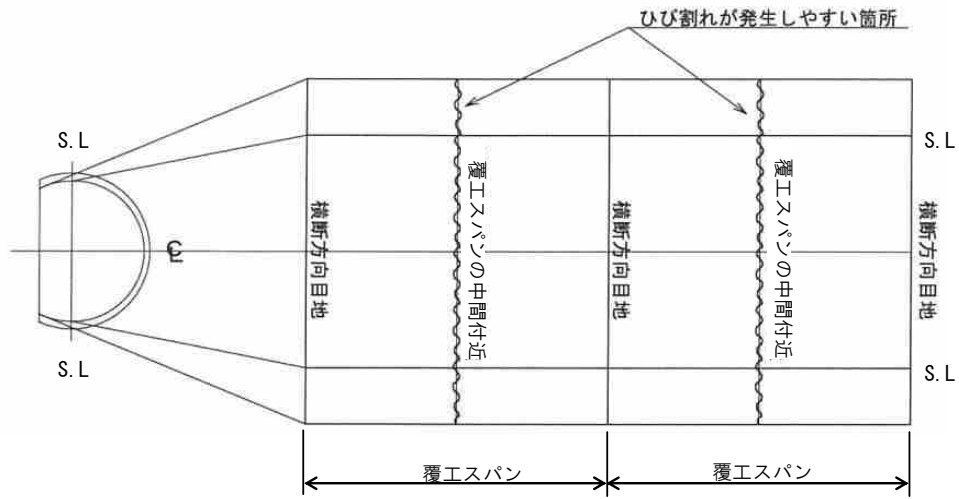 ひび割れが発生しやすい箇所
S.L
S.L
覆工スパンの中間付近
覆工スパンの中間付近
横断方向目地
横断方向目地
横断方向目地
℄
S.L
S.L
覆工スパン
覆工スパン